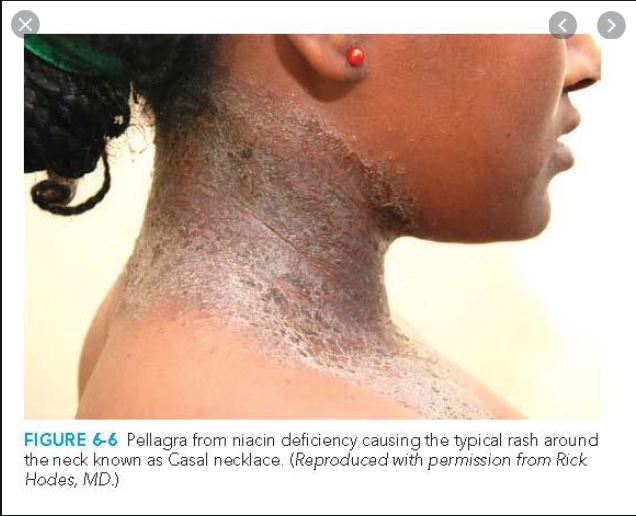 FIGURE 6-6 Pellagra from niacin deficiency causing the typical rash around
the neck known as Casal necklace. (Reproduced with permission from Rick
Hodes, MD.)